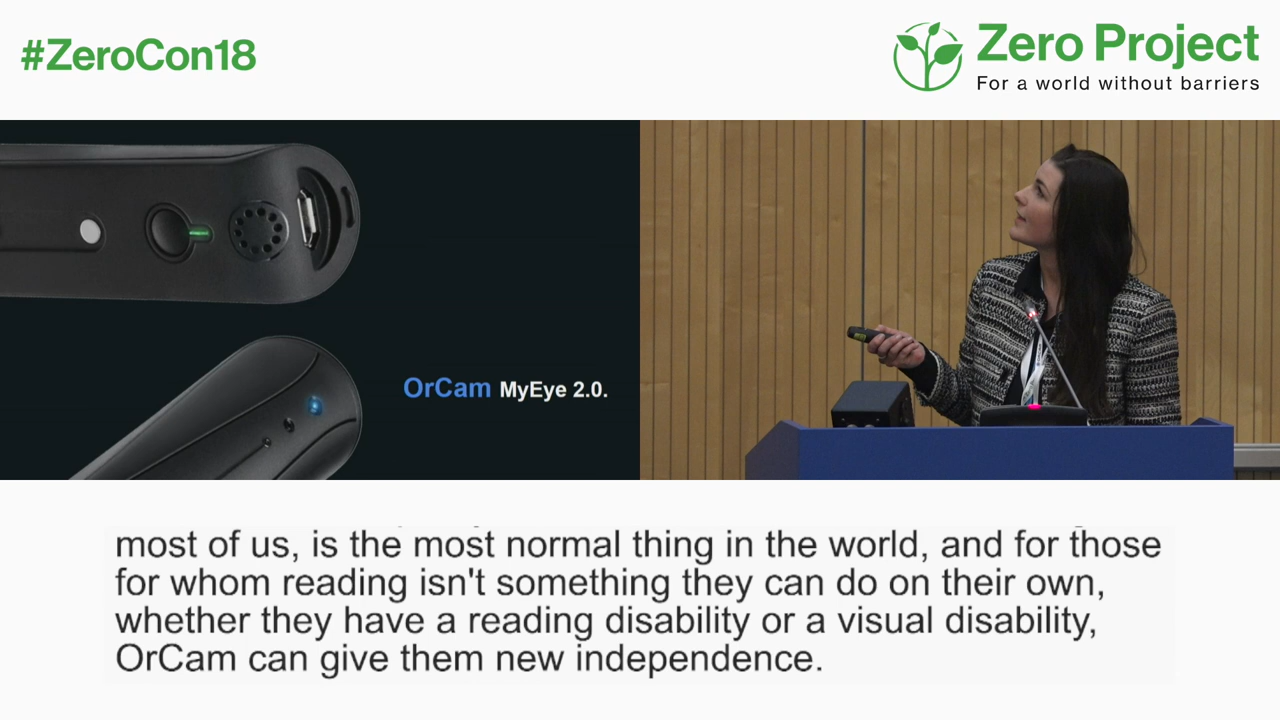 #ZeroCon18
Zero Project
For a world without barriers
OrCam MyEye 2.0.
most of us, is the most normal thing in the world, and for those
for whom reading isn't something they can do on their own,
whether they have a reading disability or a visual disability,
OrCam can give them new independence.